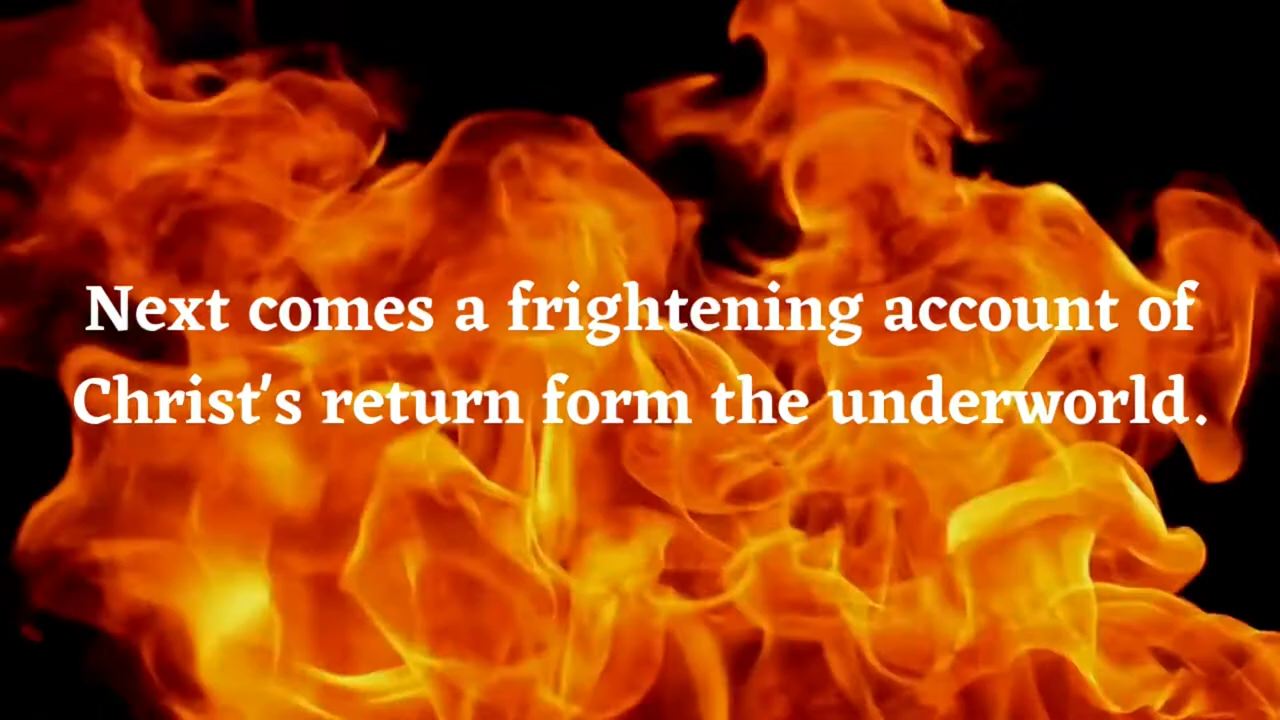 Next comes a frightening account of
Christ's return form the underworld.